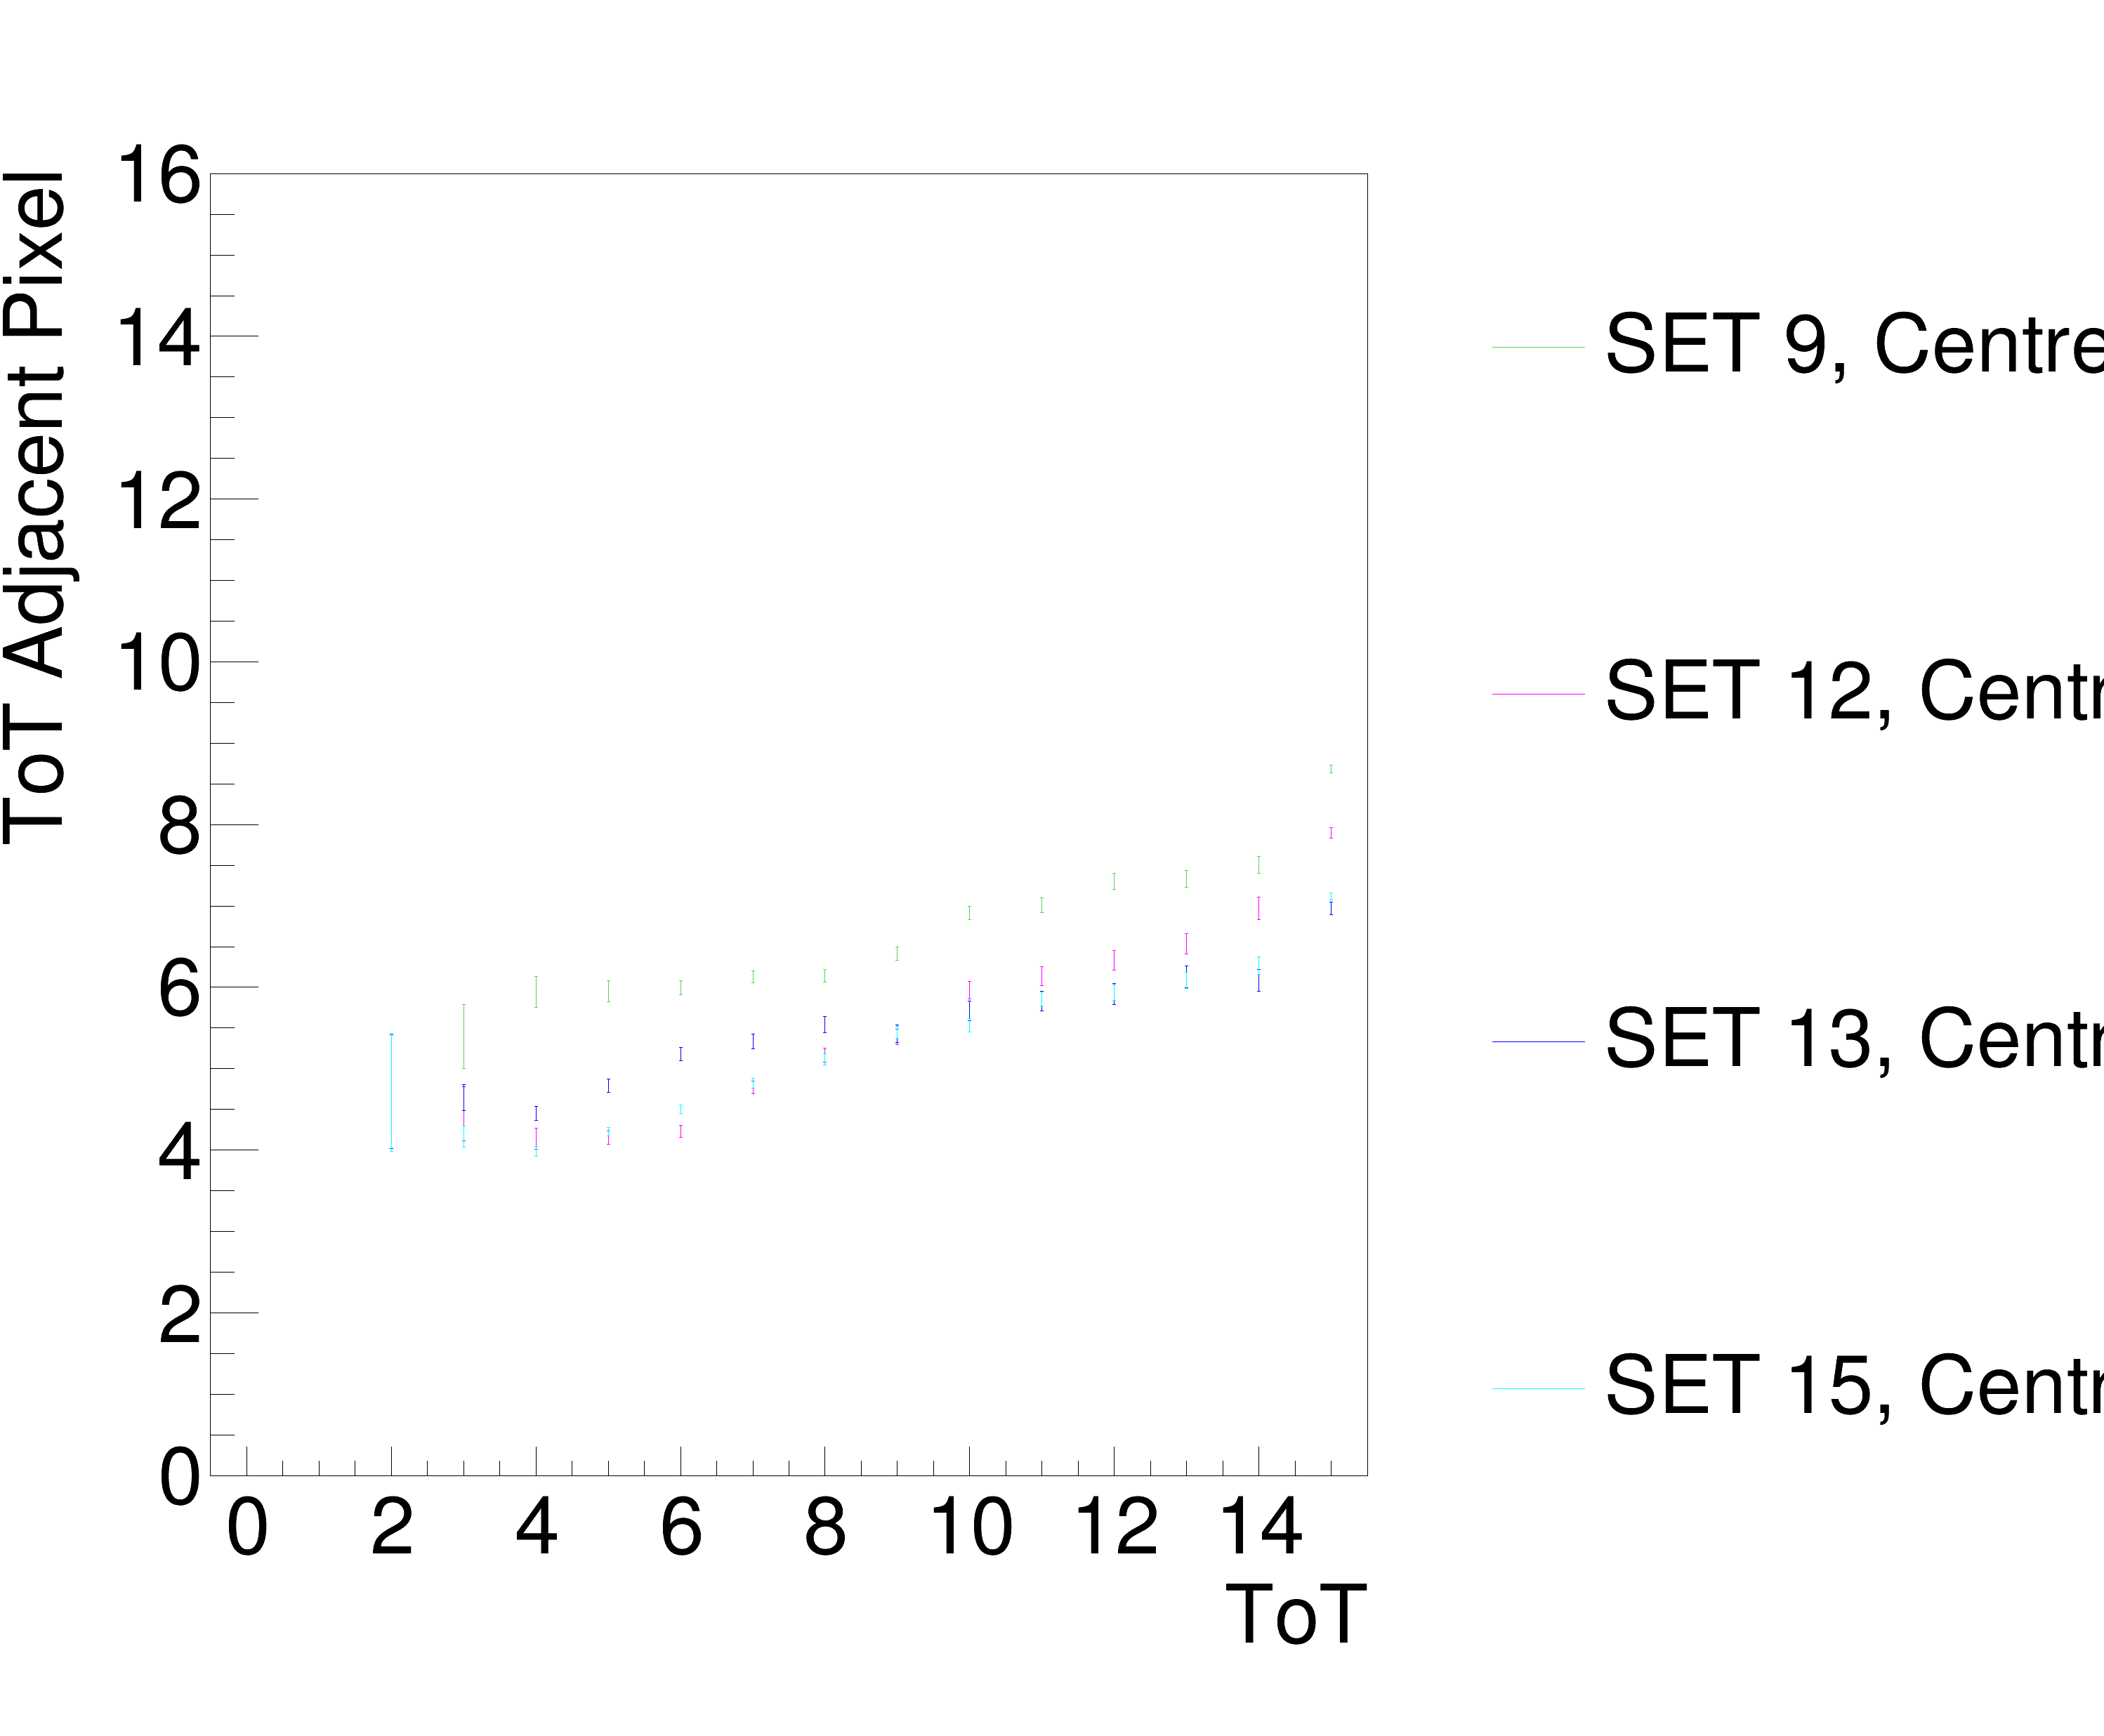 ToT Adjacent Pixel
16
14
12
10
8
6
4
2
0
0 2 4 6 8 10 12 14
ToT
SET 9, Centre
SET 12, Centr
SET 13, Centr
SET 15, Centr